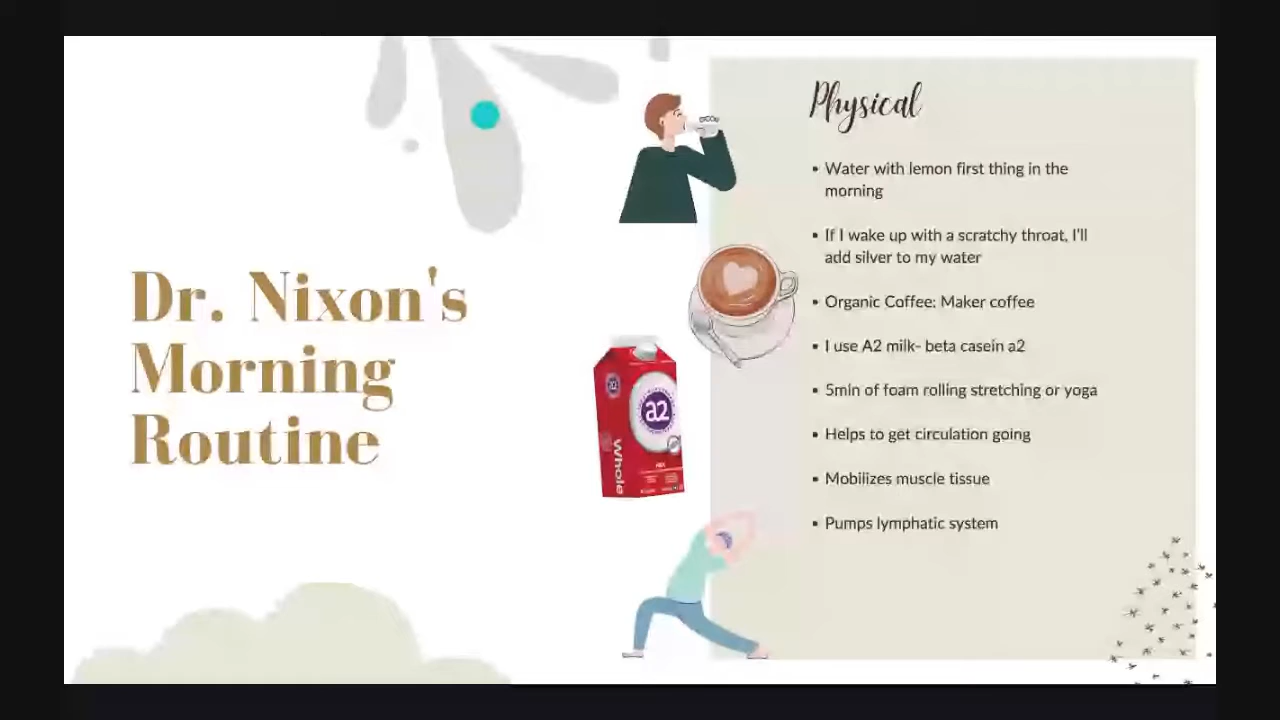 Dr. Nixon's
Morning
Routine
Physical
• Water with lemon first thing in the
morning
• If I wake up with a scratchy throat, I'll
add silver to my water
• Organic Coffee: Maker coffee
• I use A2 milk- beta casein a2
• 5min of foam rolling stretching or yoga
• Helps to get circulation going
• Mobilizes muscle tissue
• Pumps lymphatic system
a2
Whole